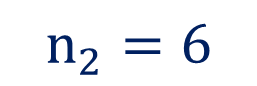 n₂ = 6